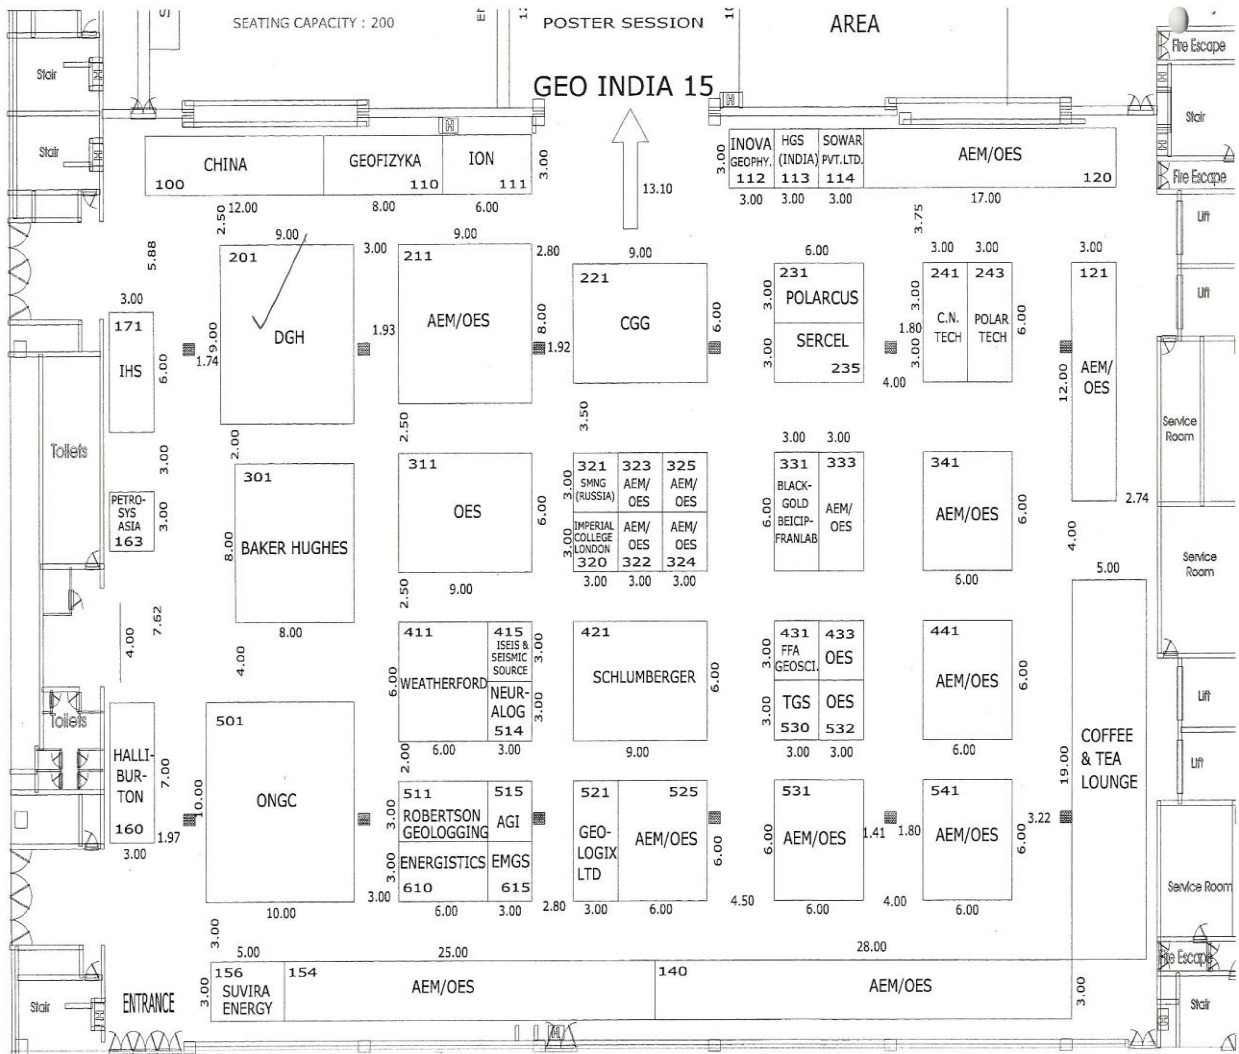 SEATING CAPACITY : 200
POSTER SESSION
AREA
GEO INDIA 15
Stair
Stair
Fire Escape
Stair
Fire Escape
Lift
Lift
CHINA
100
GEOFIZYKA
110
ION
111
3.00
13.10
3.00
INOVA
GEOPHY.
112
HGS
(INDIA)
113
SOWAR
PVT.LTD.
114
AEM/OES
120
12.00
8.00
6.00
3.00
3.00
3.00
17.00
2.50
5.88
9.00
3.00
9.00
2.80
9.00
6.00
3.75
3.00
3.00
3.00
201
DGH
9.00
211
AEM/OES
8.00
221
CGG
6.00
231
POLARCUS
3.00
SERCEL
235
3.00
241
C.N.
TECH
3.00
3.00
243
POLAR
TECH
6.00
121
AEM/
OES
12.00
3.00
171
IHS
6.00
1.74
1.93
1.92
1.80
4.00
Toilets
3.00
2.00
2.50
3.50
3.00
3.00
2.74
Service
Room
PETRO-
SYS
ASIA
163
3.00
301
BAKER HUGHES
8.00
8.00
311
OES
6.00
9.00
321
SMNG
(RUSSIA)
3.00
323
AEM/
OES
325
AEM/
OES
IMPERIAL
COLLEGE
LONDON
320
3.00
AEM/
OES
322
AEM/
OES
324
3.00
3.00
3.00
331
BLACK-
GOLD
BEICIP-
FRANLAB
6.00
333
AEM/
OES
341
AEM/OES
6.00
6.00
4.00
5.00
Service
Room
7.62
4.00
4.00
2.50
411
WEATHERFORD
6.00
6.00
415
ISEIS &
SEISMIC
SOURCE
3.00
NEUR-
ALOG
514
3.00
3.00
421
SCHLUMBERGER
6.00
9.00
431
FFA
GEOSCI.
3.00
433
OES
TGS
530
3.00
OES
532
3.00
3.00
441
AEM/OES
6.00
6.00
COFFEE
& TEA
LOUNGE
19.00
Lift
Lift
Toilets
HALLI-
BUR-
TON
160
7.00
3.00
1.97
501
ONGC
10.00
10.00
2.00
511
ROBERTSON
GEOLOGGING
3.00
515
AGI
ENERGISTICS
610
3.00
EMGS
615
3.00
6.00
3.00
2.80
521
GEO-
LOGIX
LTD
525
AEM/OES
6.00
3.00
6.00
4.50
531
AEM/OES
6.00
6.00
1.41
1.80
4.00
541
AEM/OES
6.00
6.00
3.22
Service Room
3.00
5.00
25.00
28.00
3.00
156
SUVIRA
ENERGY
154
AEM/OES
140
AEM/OES
3.00
Fire Escape
Stair
Stair
ENTRANCE